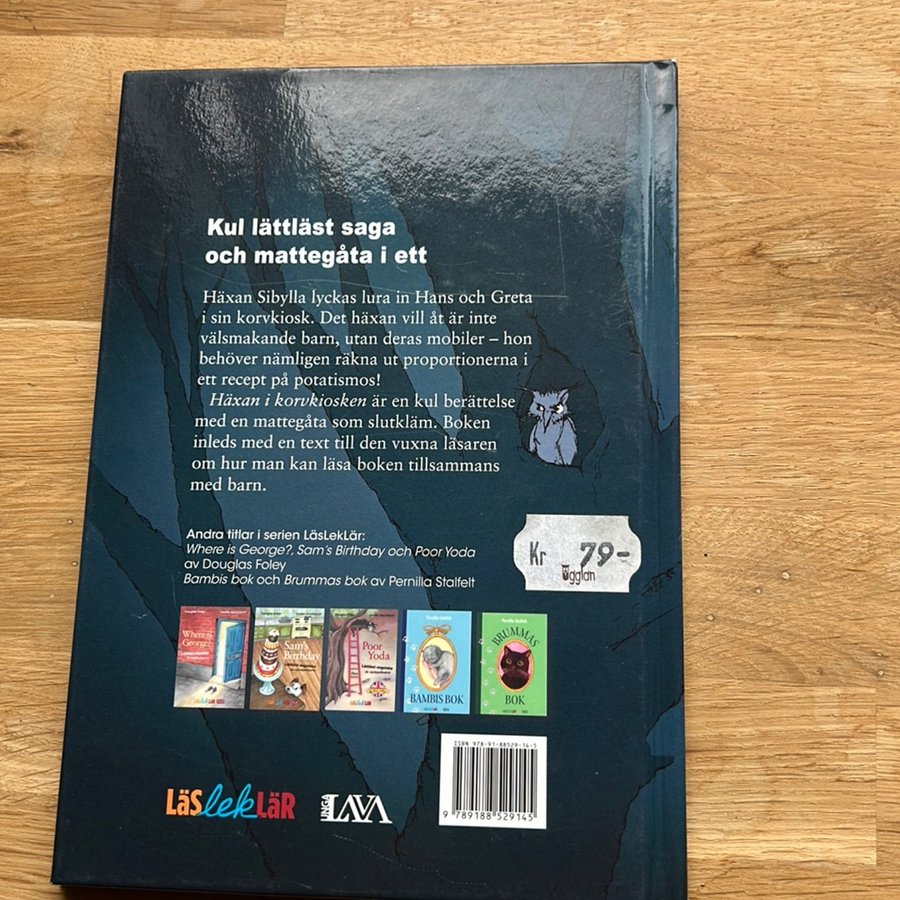 Kul lättläst saga
och mattegåta i ett
Häxan Sibylla lyckas lura in Hans och Greta
i sin korvkiosk. Det häxan vill åt är inte
välsmakande barn, utan deras mobiler – hon
behöver nämligen räkna ut proportionerna i
ett recept på potatismos!
Häxan i korvkiosken är en kul berättelse
med en mattegåta som slutkläm. Boken
inleds med en text till den vuxna läsaren
om hur man kan läsa boken tillsammans
med barn.
Andra titlar i serien LäsLekLär:
Where is George?, Sam's Birthday och Poor Yoda
av Douglas Foley
Bambis bok och Brummas bok av Pernilla Stalfelt
Kr 79-
Ugglan
Where is
George?
Sam's
Birthday
Poor
Yoda
BAMBIS BOK
BRUMMAS
BOK
ISBN 978-91-88529-14-5
9 789188 529145
LÄSlekLÄR
UNGA
LAVA